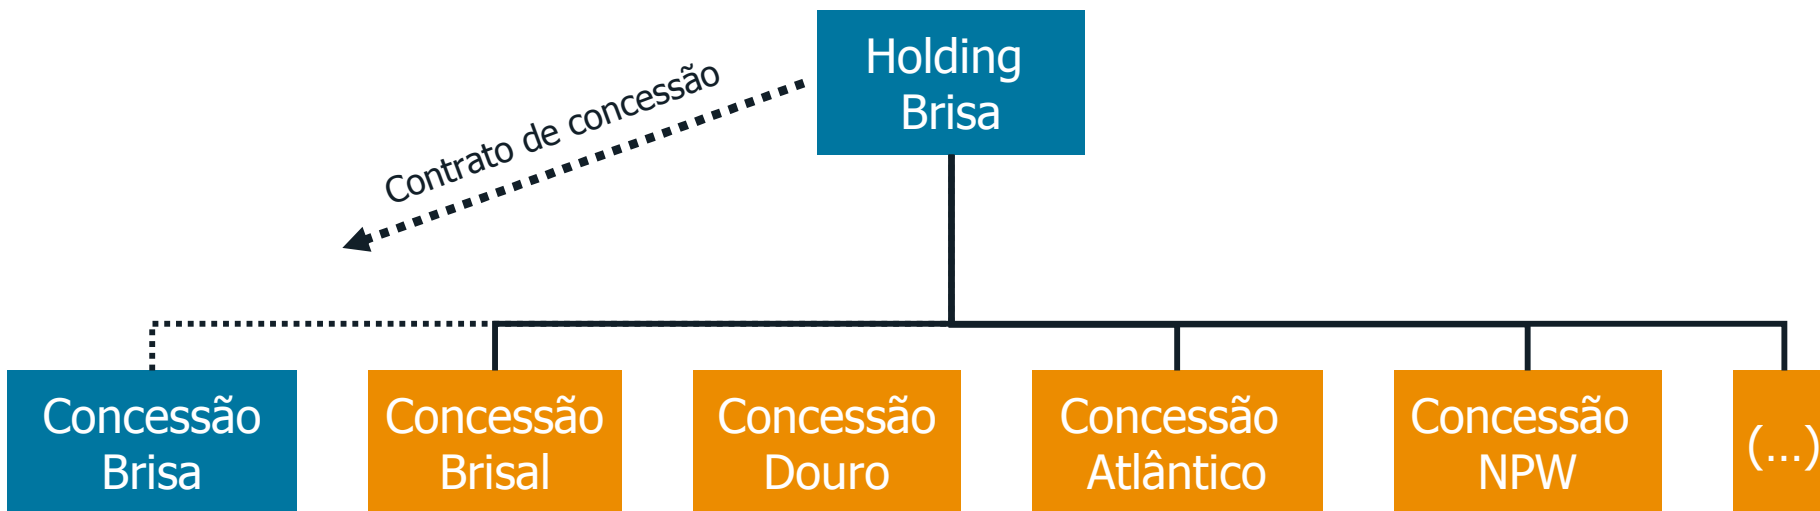 Holding
Brisa
Contrato de concessão
Concessão
Brisa
Concessão
Brisal
Concessão
Douro
Concessão
Atlântico
Concessão
NPW
(...)